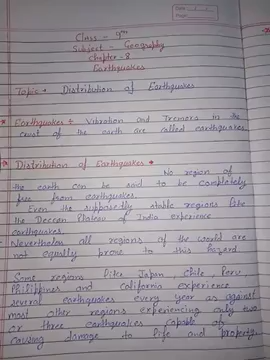 Class - 9th
Subject - Geography
Chapter - 8
Earthquakes
Topic → Distribution of Earthquakes
* Earthquakes ÷ Vibration and Tremors in the
crust of the earth are called earthquakes
* Distribution of Earthquakes →
No region of
the earth can be said to be completely
free from earthquakes.
Even the supposedly stable regions like
the Deccan Plateau of India experience
earthquakes.
Nevertheless all regions of the world are
not equally prone to this hazard
Some regions like Japan, Chile, Peru
Philippines and California experience
several earthquakes every year as against
most other regions experiencing only two
or three earthquakes capable of
causing damage to life and property.